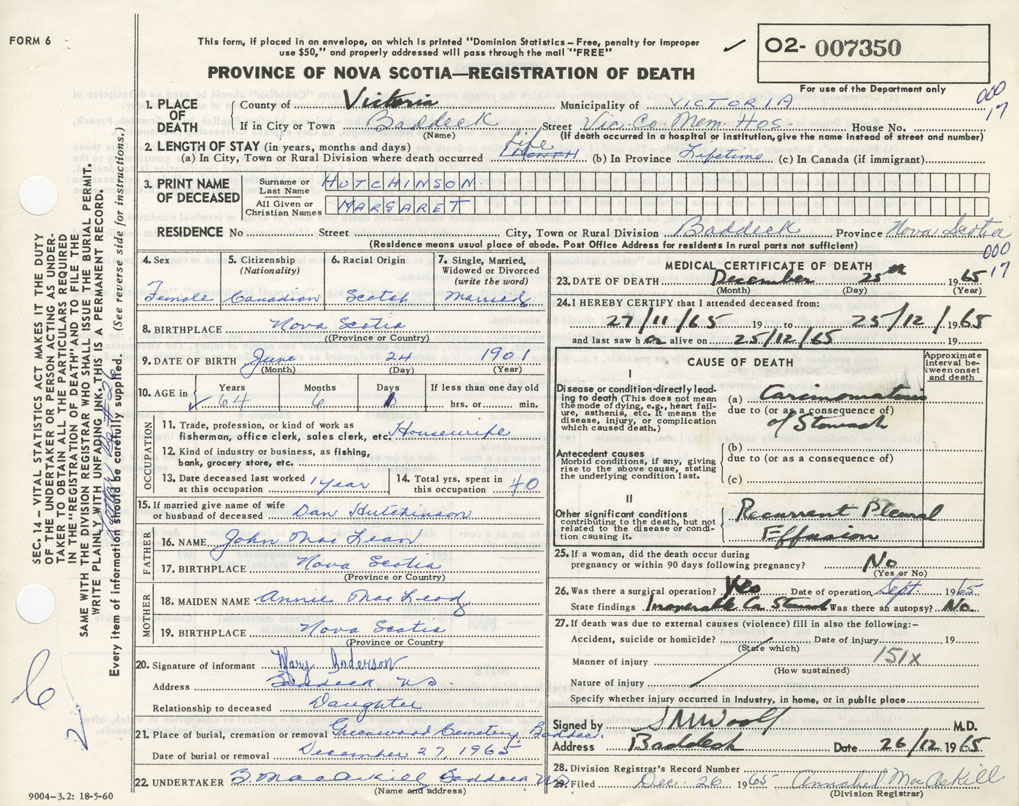 FORM 6
This form, if placed in an envelope, on which is printed "Dominion Statistics – Free, penalty for improper
use $50," and properly addressed will pass through the mail "FREE"
✓ 02- 007350
For use of the Department only
PROVINCE OF NOVA SCOTIA—REGISTRATION OF DEATH
000
17
1. PLACE OF DEATH
County of Victoria Municipality of VICTORIA
If in City or Town Baddeck Street Vic. Co. Mem. Hos House No.
(Name) (If death occurred in a hospital or institution, give the name instead of street and number)
2. LENGTH OF STAY (in years, months and days)
(a) In City, Town or Rural Division where death occurred Life (b) In Province Lifetime (c) In Canada (if immigrant)
1 MONTH
3. PRINT NAME OF DECEASED
Surname or Last Name HUTCHINSON
All Given or Christian Names MARGARET
RESIDENCE No Street City, Town or Rural Division Baddeck Province Nova Scotia
(Residence means usual place of abode. Post Office Address for residents in rural parts not sufficient)
000
17
4. Sex Female
5. Citizenship (Nationality) Canadian
6. Racial Origin Scotch
7. Single, Married, Widowed or Divorced (write the word) Married
8. BIRTHPLACE Nova Scotia
((Province or Country)
9. DATE OF BIRTH June 24 1901
(Month) (Day) (Year)
10. AGE in Years Months Days If less than one day old
✓ 64 6 1 hrs. or min.
OCCUPATION
11. Trade, profession, or kind of work as fisherman, office clerk, sales clerk, etc. Housewife
12. Kind of industry or business, as fishing, bank, grocery store, etc.
13. Date deceased last worked at this occupation 1 year
14. Total yrs. spent in this occupation 40
15. If married give name of wife or husband of deceased Dan Hutchinson
FATHER
16. NAME John MacLean
17. BIRTHPLACE Nova Scotia
(Province or Country)
MOTHER
18. MAIDEN NAME Annie MacLeod
19. BIRTHPLACE Nova Scotia
(Province or Country
20. Signature of informant Mary Anderson
Address Baddeck N.S.
Relationship to deceased Daughter
21. Place of burial, cremation or removal Greenwood Cemetery Baddeck
Date of burial or removal December 27, 1965
22. UNDERTAKER B. MacAskill Baddeck NS
(Name and address)
9004–3.2: 18-5-60
MEDICAL CERTIFICATE OF DEATH
23. DATE OF DEATH December 25th 1965
(Month) (Day) (Year)
24. I HEREBY CERTIFY that I attended deceased from:
27/11/65 19 to 25/12/1965
and last saw her alive on 25/12/65
CAUSE OF DEATH
Approximate interval between onset and death
I
Disease or condition directly leading to death (This does not mean the mode of dying, e.g., heart failure, asthenia, etc. It means the disease, injury, or complication which caused death.)
(a) Carcinomatosis
due to (or as a consequence of)
of Stomach
Antecedent causes
Morbid conditions, if any, giving rise to the above cause, stating the underlying condition last.
(b)
due to (or as a consequence of)
(c)
II
Other significant conditions contributing to the death, but not related to the disease or condition causing it.
Recurrent Pleural
Effusion
25. If a woman, did the death occur during pregnancy or within 90 days following pregnancy? No
(Yes or No)
26. Was there a surgical operation? Yes Date of operation Sept. 1965
State findings Inoperable Ca Stomach Was there an autopsy? No
27. If death was due to external causes (violence) fill in also the following:-
Accident, suicide or homicide? Date of injury 19
(State which) 151X
Manner of injury
(How sustained)
Nature of injury
Specify whether injury occurred in industry, in home, or in public place
Signed by M.D.
Address Baddeck Date 26/12 1965
28. Division Registrar's Record Number
29. Filed Dec. 26 1965 Annabel MacAskill
(Division Registrar)
SEC. 14 – VITAL STATISTICS ACT MAKES IT THE DUTY
OF THE UNDERTAKER OR PERSON ACTING AS UNDER-
TAKER TO OBTAIN ALL THE PARTICULARS REQUIRED
IN THE "REGISTRATION OF DEATH" AND TO FILE THE
SAME WITH THE DIVISION REGISTRAR WHO SHALL ISSUE THE BURIAL PERMIT.
WRITE PLAINLY WITH UNFADING INK. THIS IS A PERMANENT RECORD.
Every item of information should be carefully supplied. (See reverse side for instructions.)
6